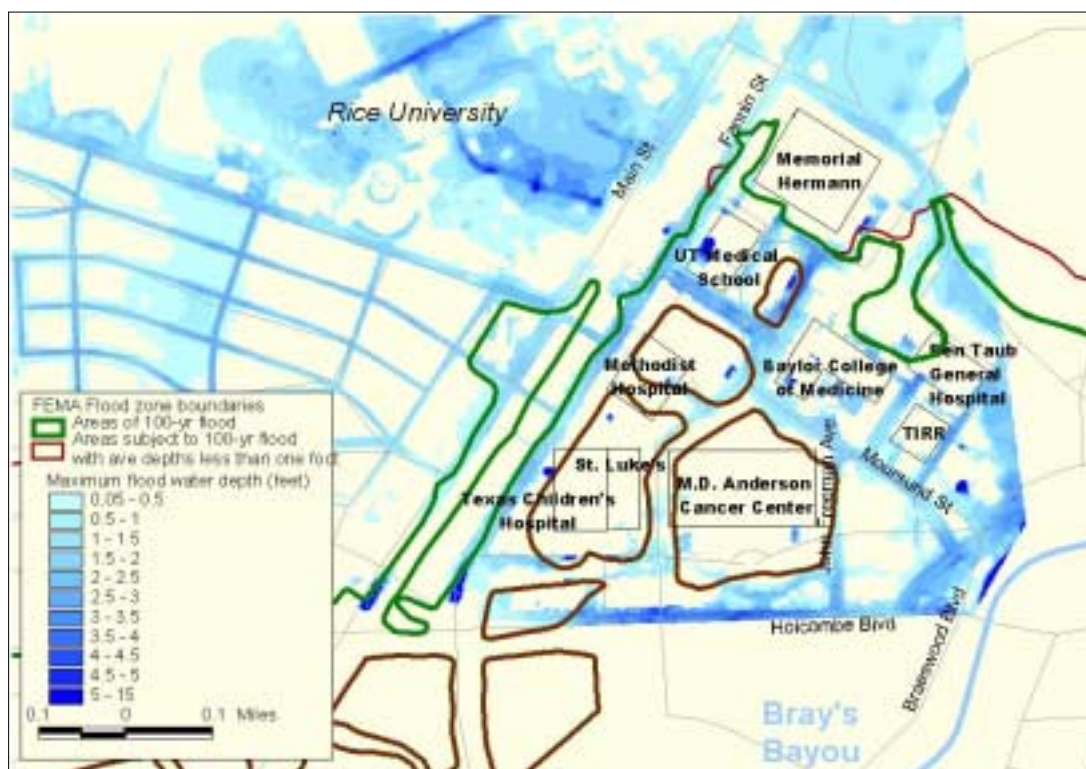 Rice University
Main St
Fannin St
Memorial
Hermann
UT Medical
School
Methodist
Hospital
Baylor College
of Medicine
Ben Taub
General
Hospital
TIRR
St. Luke's
Texas Children's
Hospital
M.D. Anderson
Cancer Center
John Freeman Ave
Moursund St
Holcombe Blvd
Braeswood Blvd
Bray's
Bayou
FEMA Flood zone boundaries
Areas of 100-yr flood
Areas subject to 100-yr flood
with ave depths less than one foot
Maximum flood water depth (feet)
0.05 - 0.5
0.5 - 1
1 - 1.5
1.5 - 2
2 - 2.5
2.5 - 3
3 - 3.5
3.5 - 4
4 - 4.5
4.5 - 5
5 - 15
0.1 0 0.1 Miles